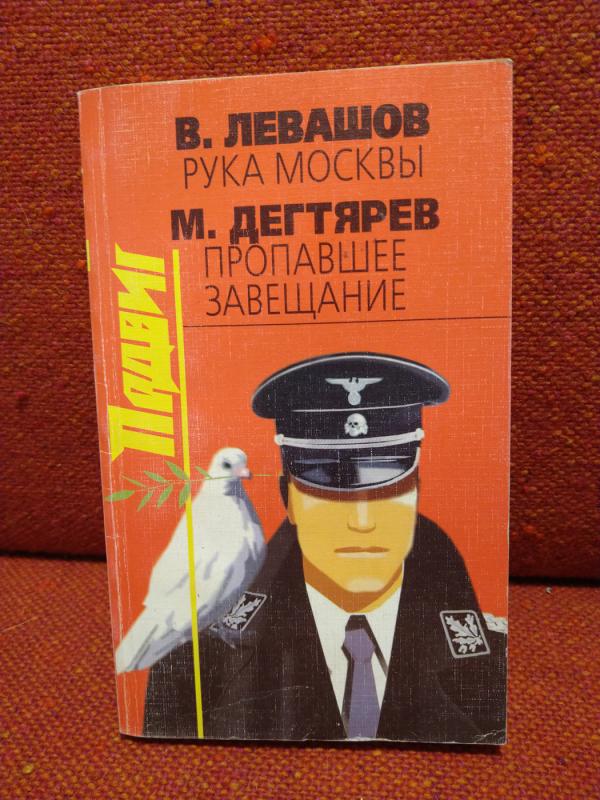 В. ЛЕВАШОВ
РУКА МОСКВЫ
М. ДЕГТЯРЕВ
ПРОПАВШЕЕ
ЗАВЕЩАНИЕ
Подвиг